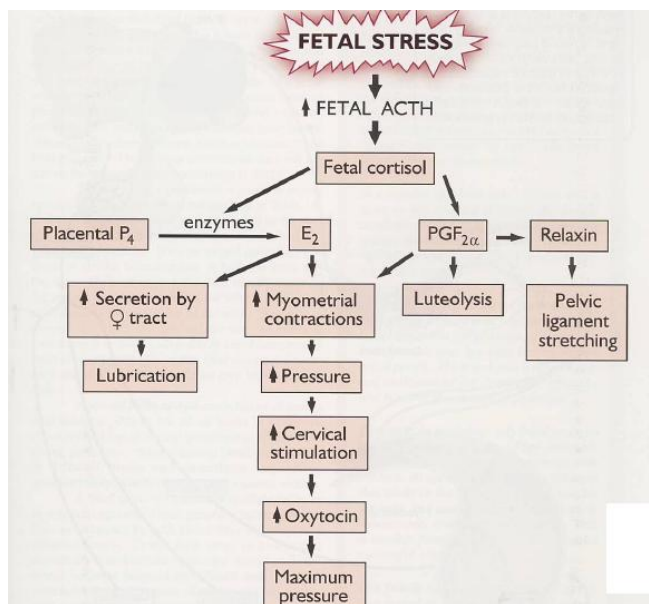 FETAL STRESS
⬆ FETAL ACTH
Fetal cortisol
enzymes
Placental P₄
E₂
PGF₂α
Relaxin
⬆ Secretion by
♀ tract
⬆ Myometrial
contractions
Luteolysis
Pelvic
ligament
stretching
Lubrication
⬆ Pressure
⬆ Cervical
stimulation
⬆ Oxytocin
Maximum
pressure